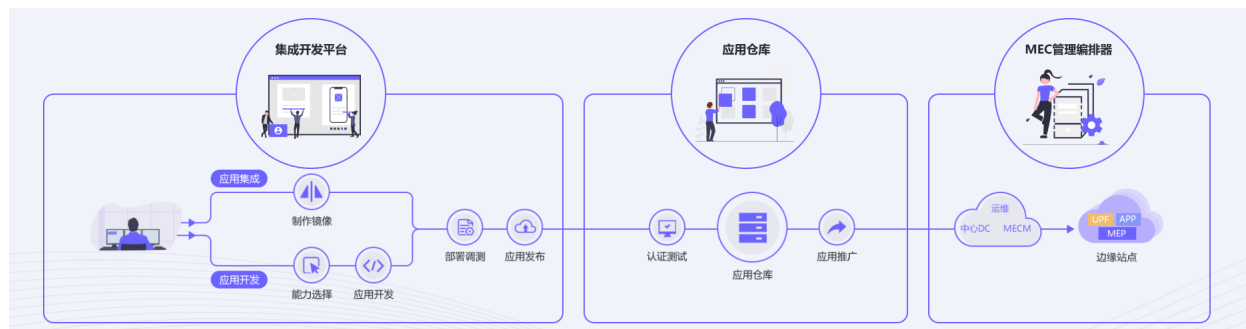 集成开发平台
应用仓库
MEC管理编排器
应用集成
制作镜像
应用开发
能力选择
应用开发
部署调测
应用发布
认证测试
应用仓库
应用推广
运维
中心DC
MECM
UPF
APP
MEP
边缘站点